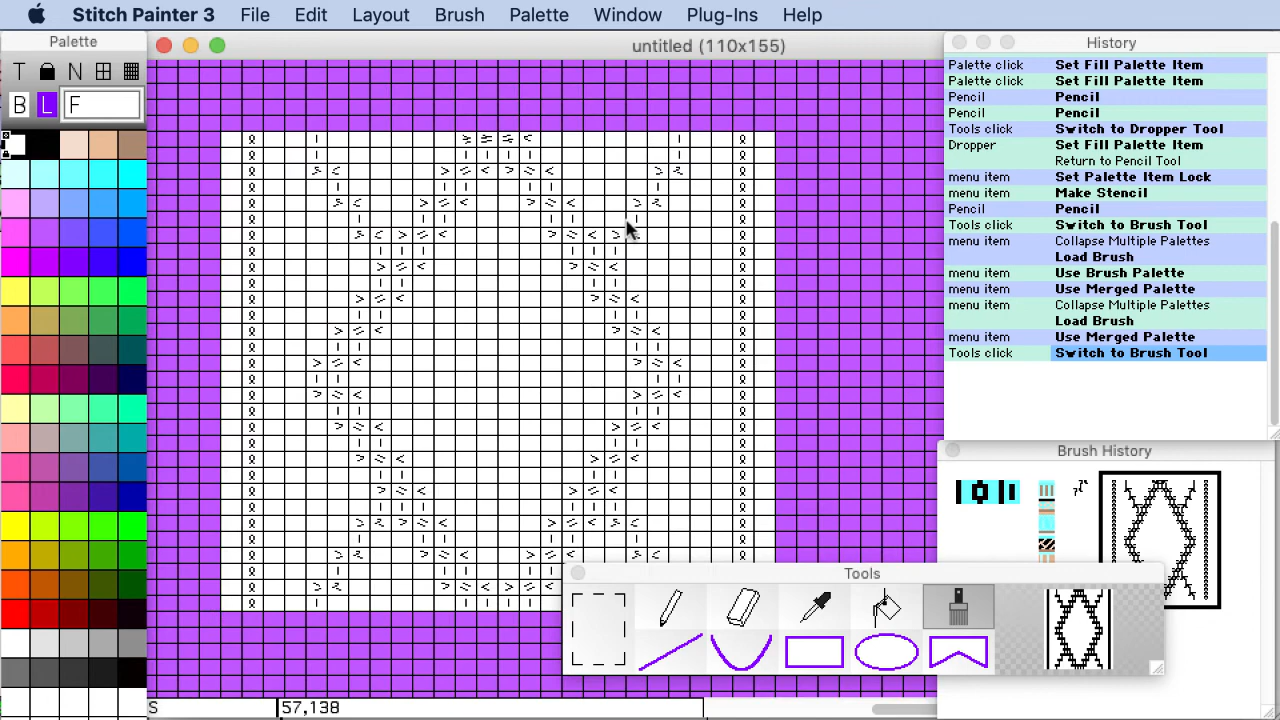 Stitch Painter 3 File Edit Layout Brush Palette Window Plug-Ins Help
Palette
untitled (110x155)
History
T N
B L F
Palette click Set Fill Palette Item
Palette click Set Fill Palette Item
Pencil Pencil
Pencil Pencil
Tools click Switch to Dropper Tool
Dropper Set Fill Palette Item
Return to Pencil Tool
menu item Set Palette Item Lock
menu item Make Stencil
Pencil Pencil
Tools click Switch to Brush Tool
menu item Collapse Multiple Palettes
Load Brush
menu item Use Brush Palette
menu item Use Merged Palette
menu item Collapse Multiple Palettes
Load Brush
menu item Use Merged Palette
Tools click Switch to Brush Tool
Brush History
Tools
S 57,138